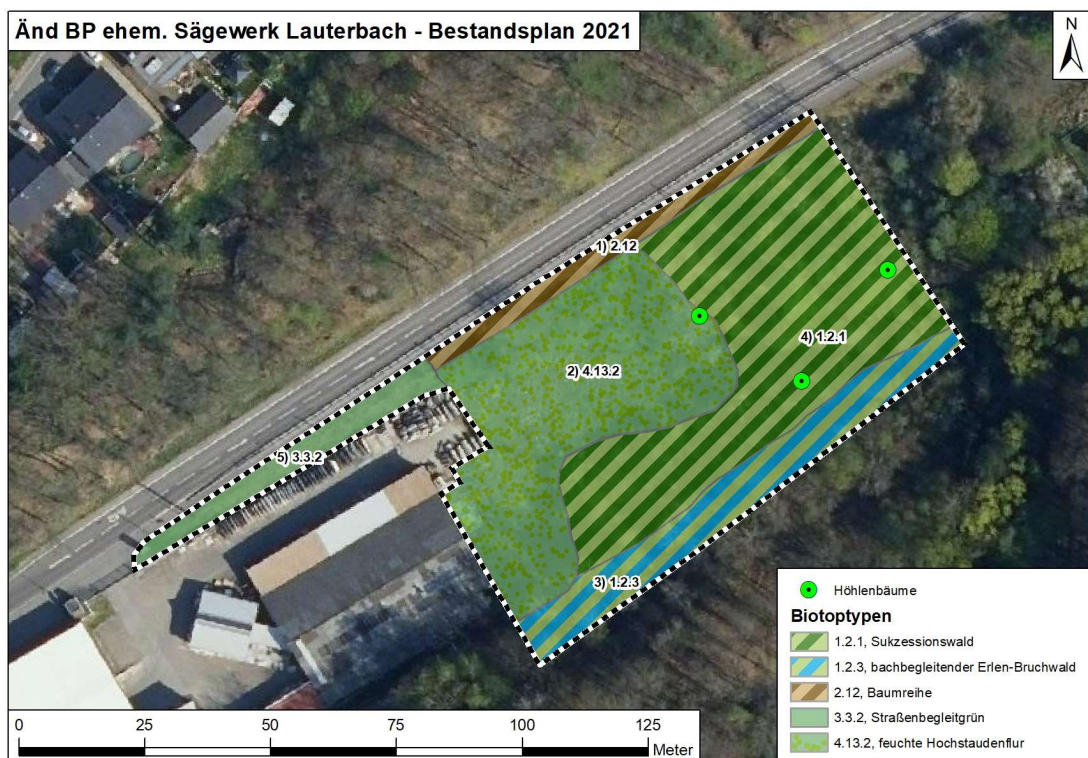 Änd BP ehem. Sägewerk Lauterbach - Bestandsplan 2021
N
1) 2.12
4) 1.2.1
2) 4.13.2
5) 3.3.2
3) 1.2.3
Höhlenbäume
Biotoptypen
1.2.1, Sukzessionswald
1.2.3, bachbegleitender Erlen-Bruchwald
2.12, Baumreihe
3.3.2, Straßenbegleitgrün
4.13.2, feuchte Hochstaudenflur
0 25 50 75 100 125
Meter